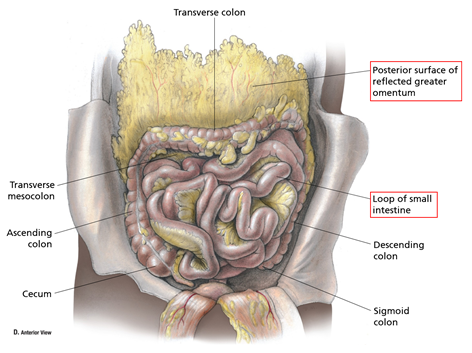 Transverse colon
Posterior surface of
reflected greater
omentum
Transverse
mesocolon
Loop of small
intestine
Ascending
colon
Descending
colon
Cecum
Sigmoid
colon
D. Anterior View